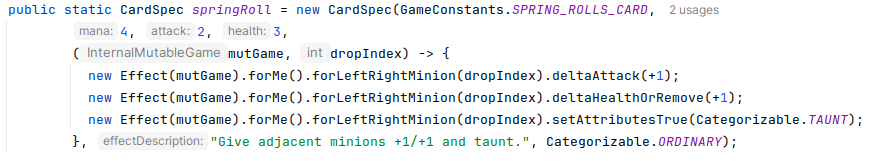 public static CardSpec springRoll = new CardSpec(GameConstants.SPRING_ROLLS_CARD, 2 usages
mana: 4, attack: 2, health: 3,
( InternalMutableGame mutGame, int dropIndex) -> {
new Effect(mutGame).forMe().forLeftRightMinion(dropIndex).deltaAttack(+1);
new Effect(mutGame).forMe().forLeftRightMinion(dropIndex).deltaHealthOrRemove(+1);
new Effect(mutGame).forMe().forLeftRightMinion(dropIndex).setAttributesTrue(Categorizable.TAUNT);
}, effectDescription: "Give adjacent minions +1/+1 and taunt.", Categorizable.ORDINARY);